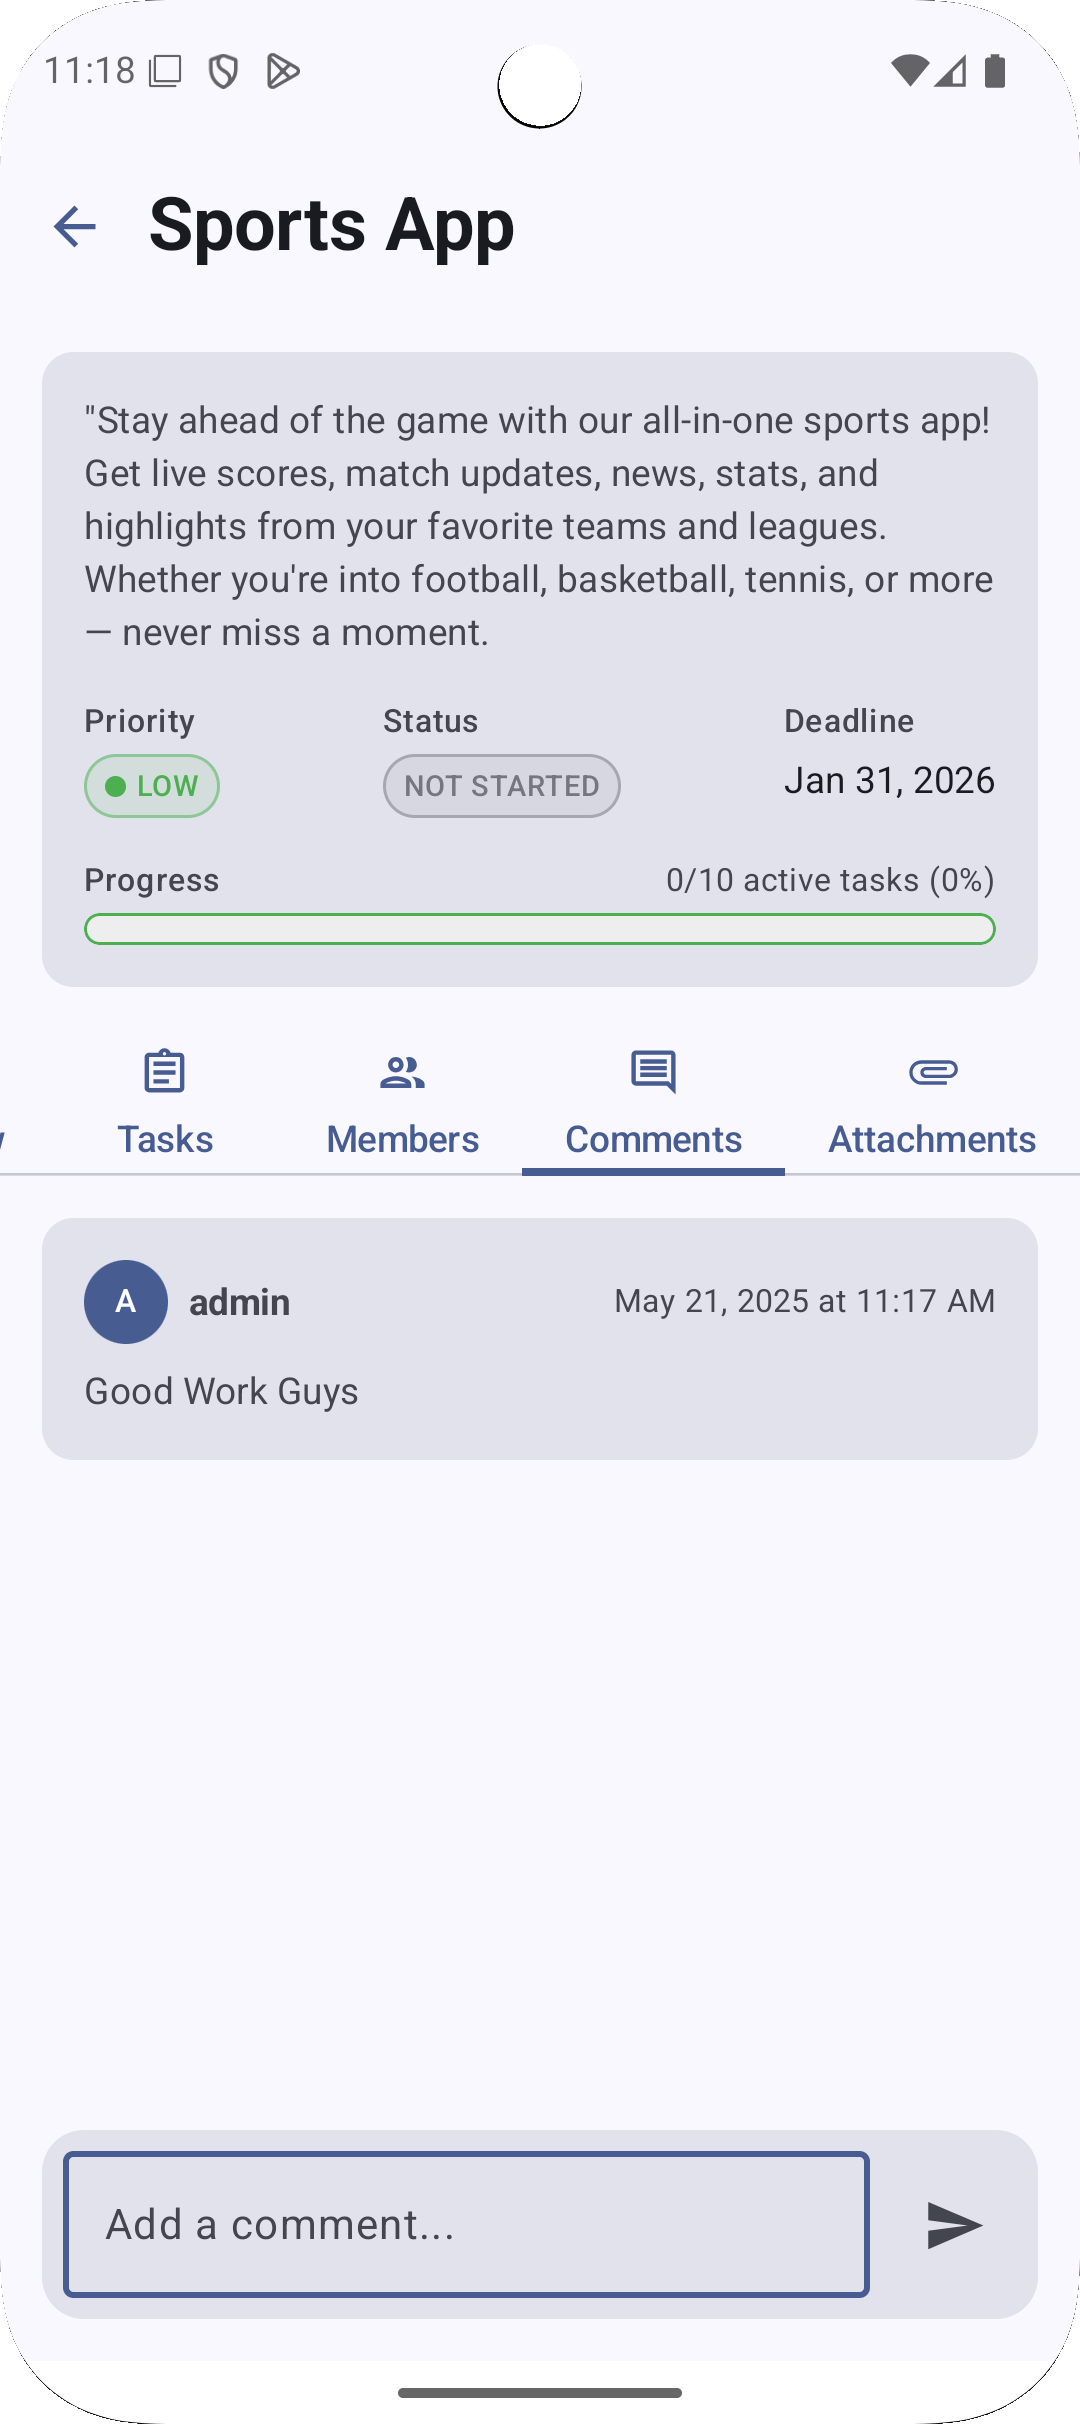 11:18
Sports App
"Stay ahead of the game with our all-in-one sports app!
Get live scores, match updates, news, stats, and
highlights from your favorite teams and leagues.
Whether you're into football, basketball, tennis, or more
— never miss a moment.
Priority Status Deadline
LOW NOT STARTED Jan 31, 2026
Progress 0/10 active tasks (0%)
Tasks Members Comments Attachments
A admin May 21, 2025 at 11:17 AM
Good Work Guys
Add a comment...